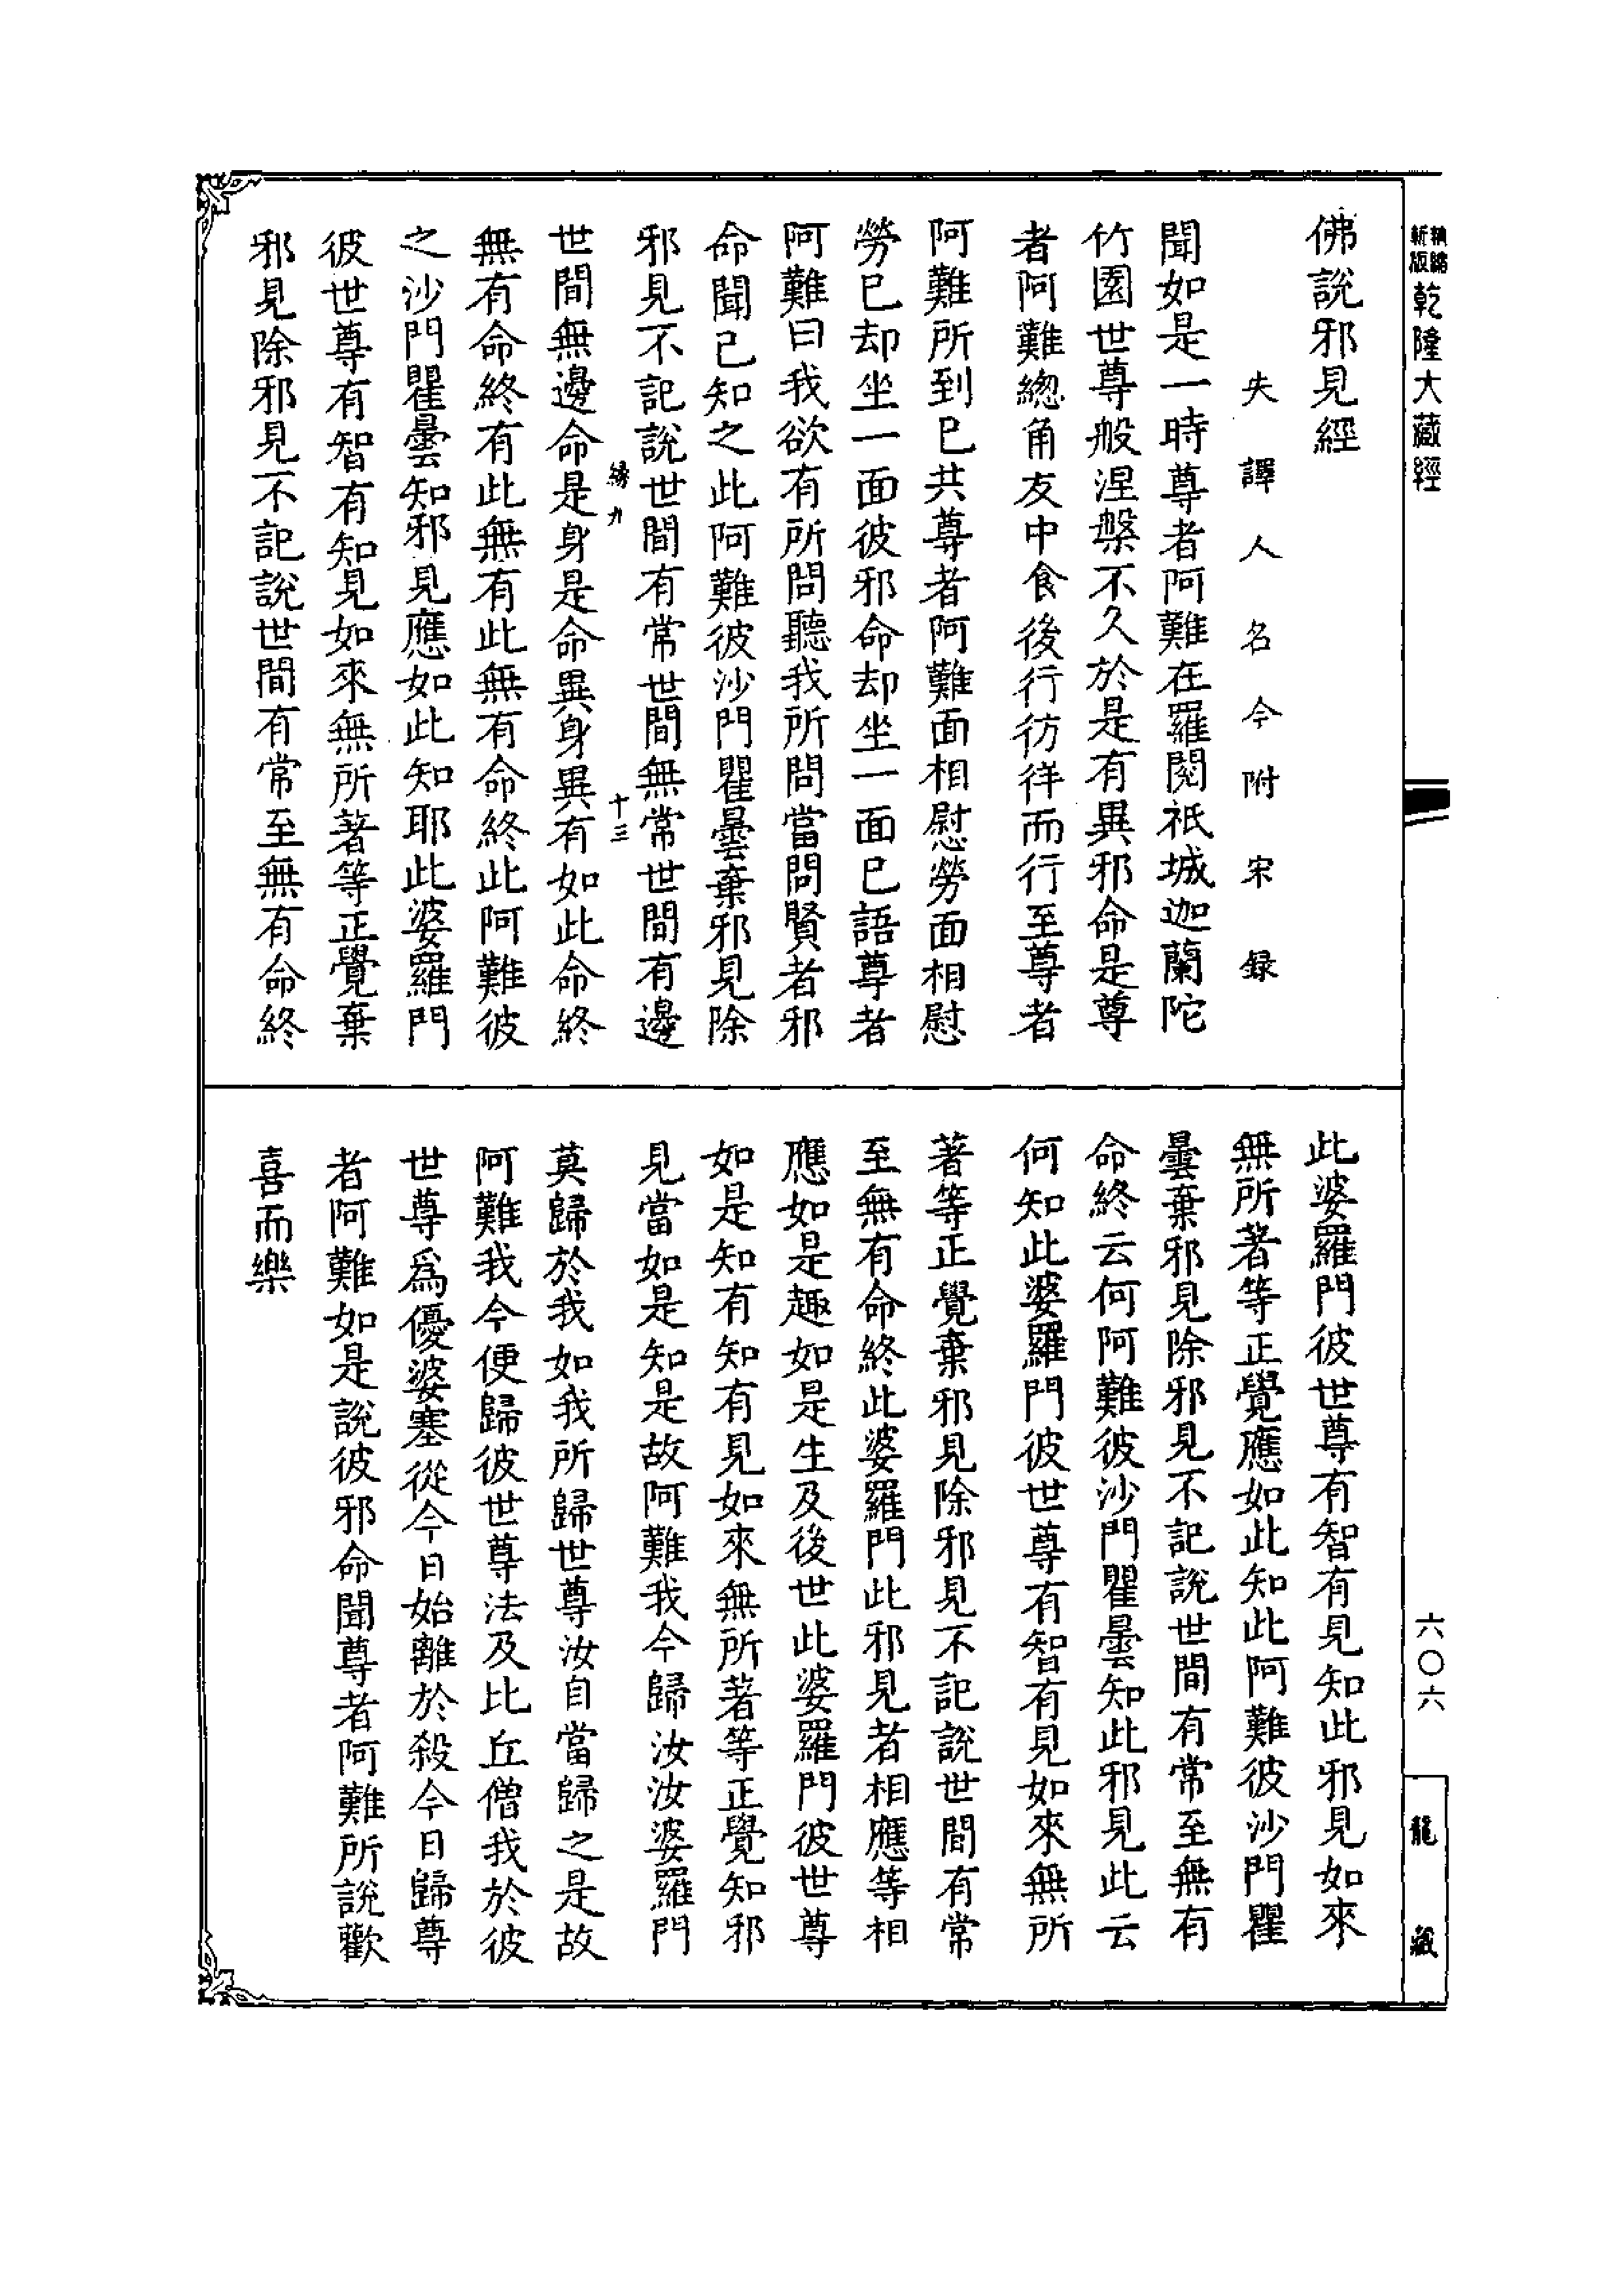 新版精縮乾隆大藏經
佛說邪見經
失譯人名今附宋録
聞如是一時尊者阿難在羅閱祇城迦蘭陀
竹園世尊般涅槃不久於是有異邪命是尊
者阿難總角友中食後行彷徉而行至尊者
阿難所到已共尊者阿難面相慰勞面相慰
勞已却坐一面彼邪命却坐一面已語尊者
阿難曰我欲有所問聽我所問當問賢者邪
命聞已知之此阿難彼沙門瞿曇棄邪見除
邪見不記說世間有常世間無常世間有邊
十三
世間無邊命是身是命異身異有如此命終
無有命終有此無有此無有命終此阿難彼
之沙門瞿曇知邪見應如此知耶此婆羅門
彼世尊有智有知見如來無所著等正覺棄
邪見除邪見不記說世間有常至無有命終
此婆羅門彼世尊有智有見知此邪見如來
無所著等正覺應如此知此阿難彼沙門瞿
曇棄邪見除邪見不記說世間有常至無有
命終云何阿難彼沙門瞿曇知此邪見此云
何知此婆羅門彼世尊有智有見如來無所
著等正覺棄邪見除邪見不記說世間有常
至無有命終此婆羅門此邪見者相應等相
應如是趣如是生及後世此婆羅門彼世尊
如是知有知有見如來無所著等正覺知邪
見當如是知是故阿難我今歸汝汝婆羅門
莫歸於我如我所歸世尊汝自當歸之是故
阿難我今便歸彼世尊法及比丘僧我於彼
世尊爲優婆塞從今日始離於殺今日歸尊
者阿難如是說彼邪命聞尊者阿難所說歡
喜而樂
六〇六
龍藏